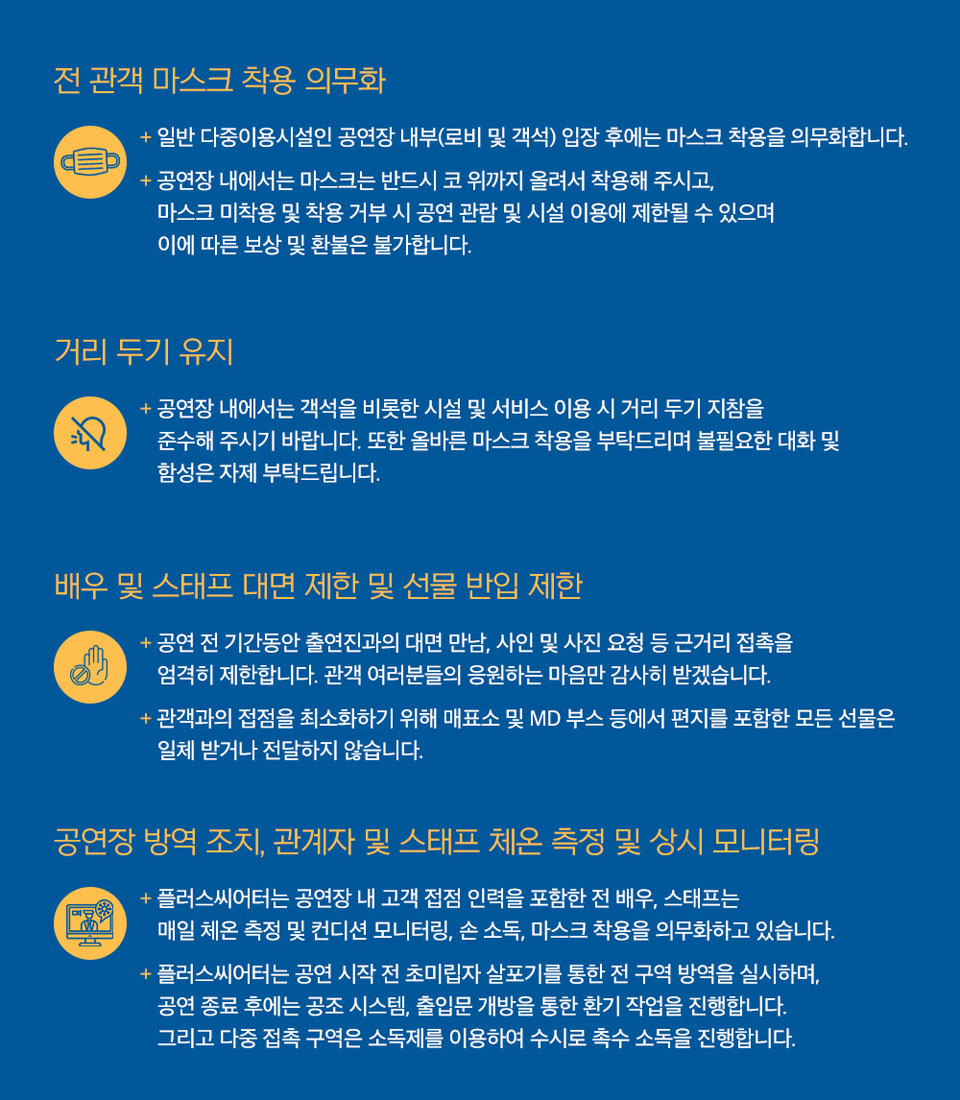 전 관객 마스크 착용 의무화
+ 일반 다중이용시설인 공연장 내부(로비 및 객석) 입장 후에는 마스크 착용을 의무화합니다.
+ 공연장 내에서는 마스크는 반드시 코 위까지 올려서 착용해 주시고,
마스크 미착용 및 착용 거부 시 공연 관람 및 시설 이용에 제한될 수 있으며
이에 따른 보상 및 환불은 불가합니다.
거리 두기 유지
+ 공연장 내에서는 객석을 비롯한 시설 및 서비스 이용 시 거리 두기 지참을
준수해 주시기 바랍니다. 또한 올바른 마스크 착용을 부탁드리며 불필요한 대화 및
함성은 자제 부탁드립니다.
배우 및 스태프 대면 제한 및 선물 반입 제한
+ 공연 전 기간동안 출연진과의 대면 만남, 사인 및 사진 요청 등 근거리 접촉을
엄격히 제한합니다. 관객 여러분들의 응원하는 마음만 감사히 받겠습니다.
+ 관객과의 접점을 최소화하기 위해 매표소 및 MD 부스 등에서 편지를 포함한 모든 선물은
일체 받거나 전달하지 않습니다.
공연장 방역 조치, 관계자 및 스태프 체온 측정 및 상시 모니터링
+ 플러스씨어터는 공연장 내 고객 접점 인력을 포함한 전 배우, 스태프는
매일 체온 측정 및 컨디션 모니터링, 손 소독, 마스크 착용을 의무화하고 있습니다.
+ 플러스씨어터는 공연 시작 전 초미립자 살포기를 통한 전 구역 방역을 실시하며,
공연 종료 후에는 공조 시스템, 출입문 개방을 통한 환기 작업을 진행합니다.
그리고 다중 접촉 구역은 소독제를 이용하여 수시로 촉수 소독을 진행합니다.